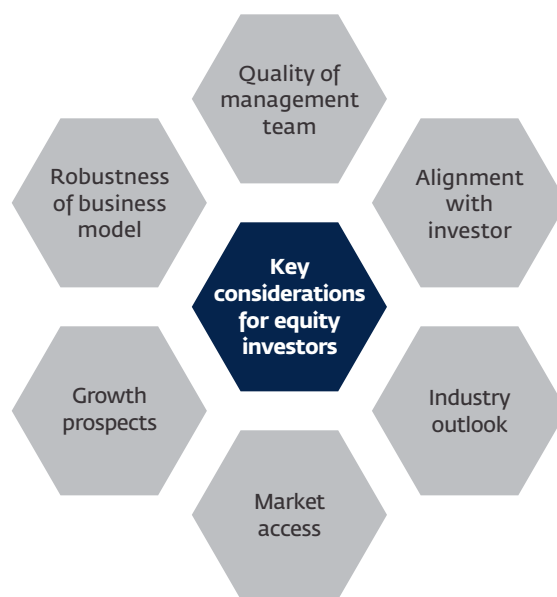 Quality of
management
team
Robustness
of business
model
Alignment
with
investor
Key
considerations
for equity
investors
Growth
prospects
Industry
outlook
Market
access